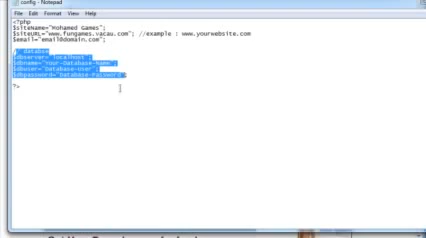 config - Notepad
File Edit Format View Help
<?php
$siteName="Mohamed Games";
$siteURL="www.fungames.vacau.com"; //example : www.yourwebsite.com
$email="email@domain.com";
$dbserver="localhost";
$dbname="Your-Database-Name";
$dbuser="Database-User";
$dbpassword="Database-Password";
?>